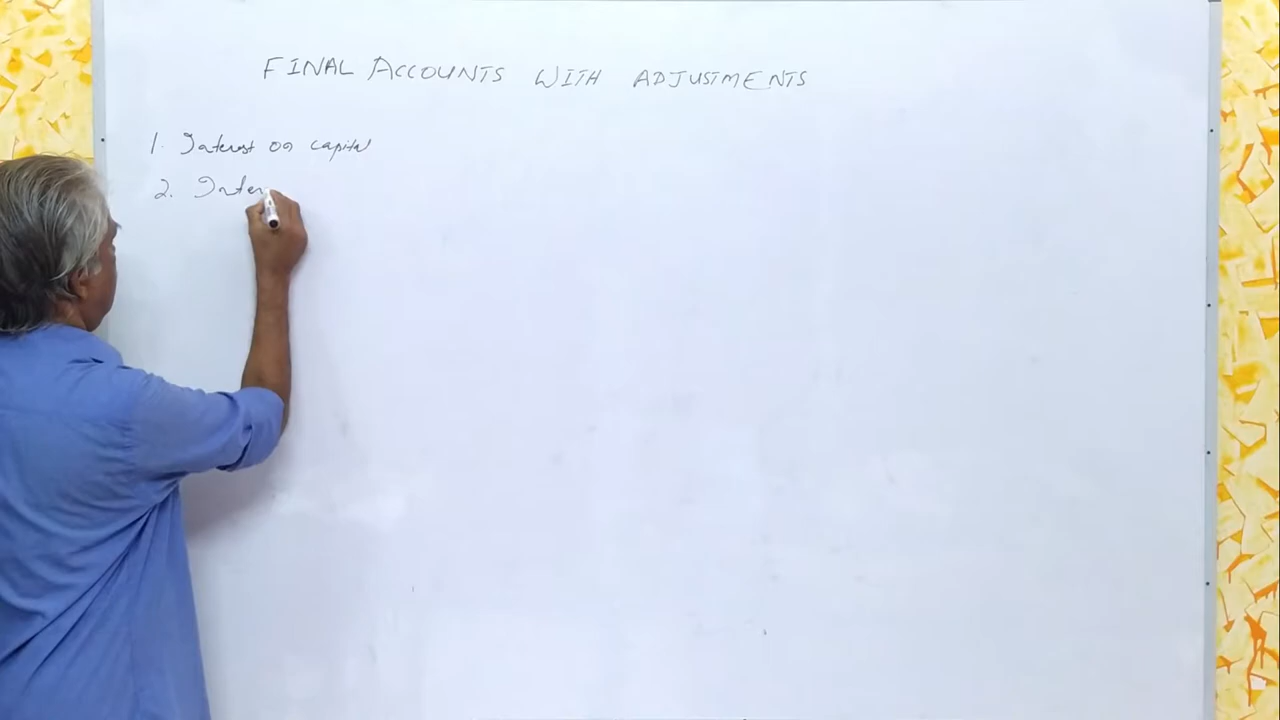 FINAL ACCOUNTS WITH ADJUSTMENTS
1. Interest on capital
2. Inter